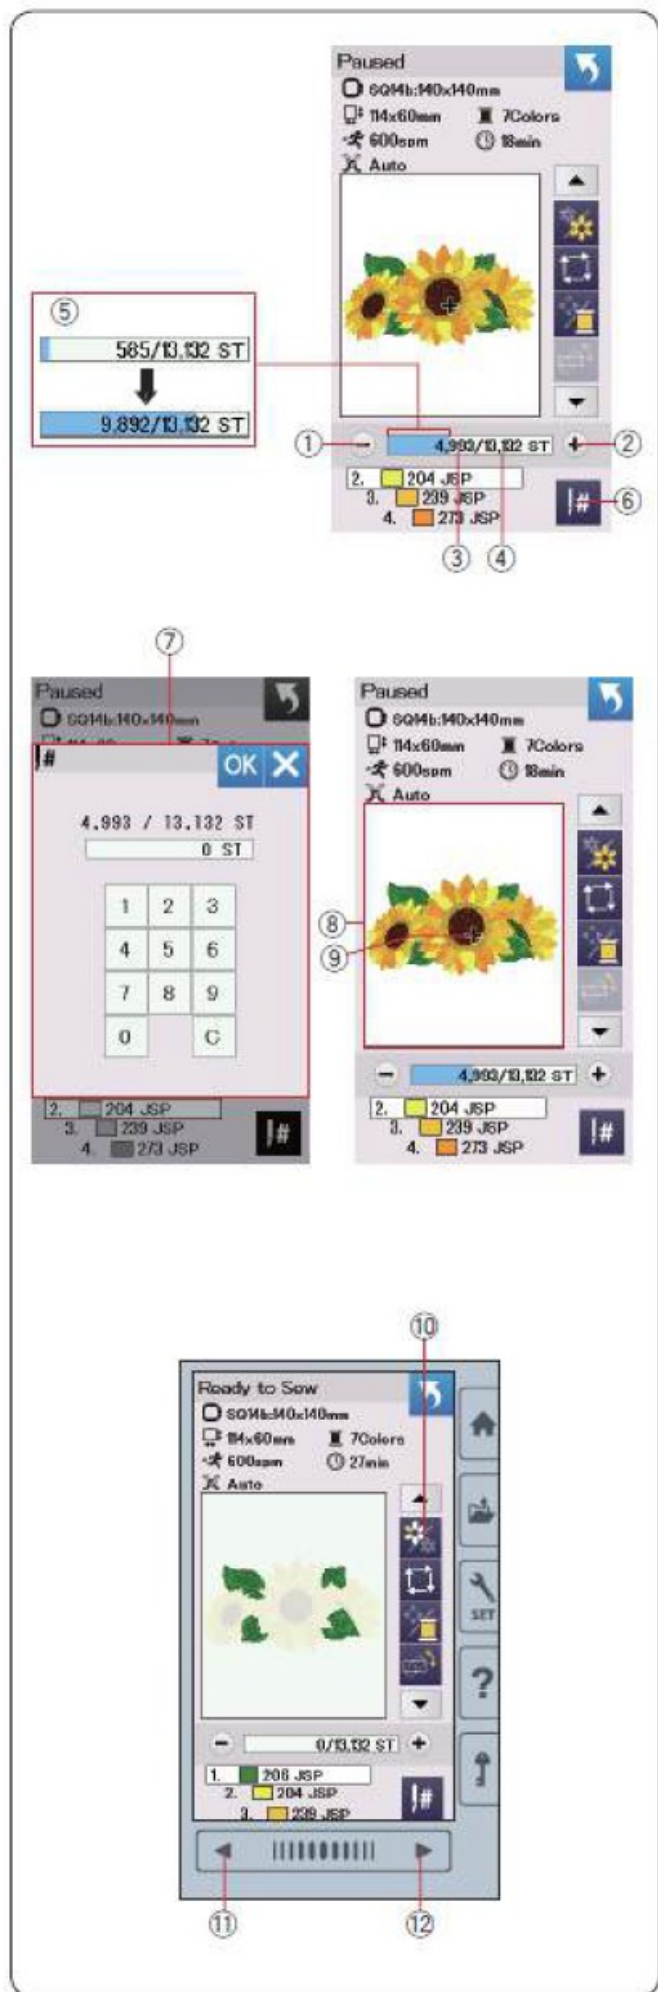 Paused
SQ14b:140x140mm
114x60mm 7Colors
600spm 18min
Auto
⑤
585/13,132 ST
9,892/13,132 ST
① − 4,993/13,132 ST + ②
2. 204 JSP
3. 239 JSP
4. 273 JSP
# ⑥
③ ④
⑦
Paused
SQ14b:140x140mm
# OK X
4,993 / 13,132 ST
0 ST
1 2 3
4 5 6
7 8 9
0 C
2. 204 JSP
3. 239 JSP
4. 273 JSP
#
Paused
SQ14b:140x140mm
114x60mm 7Colors
600spm 18min
Auto
⑧
⑨
− 4,993/13,132 ST +
2. 204 JSP
3. 239 JSP
4. 273 JSP
#
⑩
Ready to Sew
SQ14b:140x140mm
114x60mm 7Colors
600spm 27min
Auto
SET
?
− 0/13,132 ST +
1. 206 JSP
2. 204 JSP
3. 239 JSP
#
⑪ ⑫